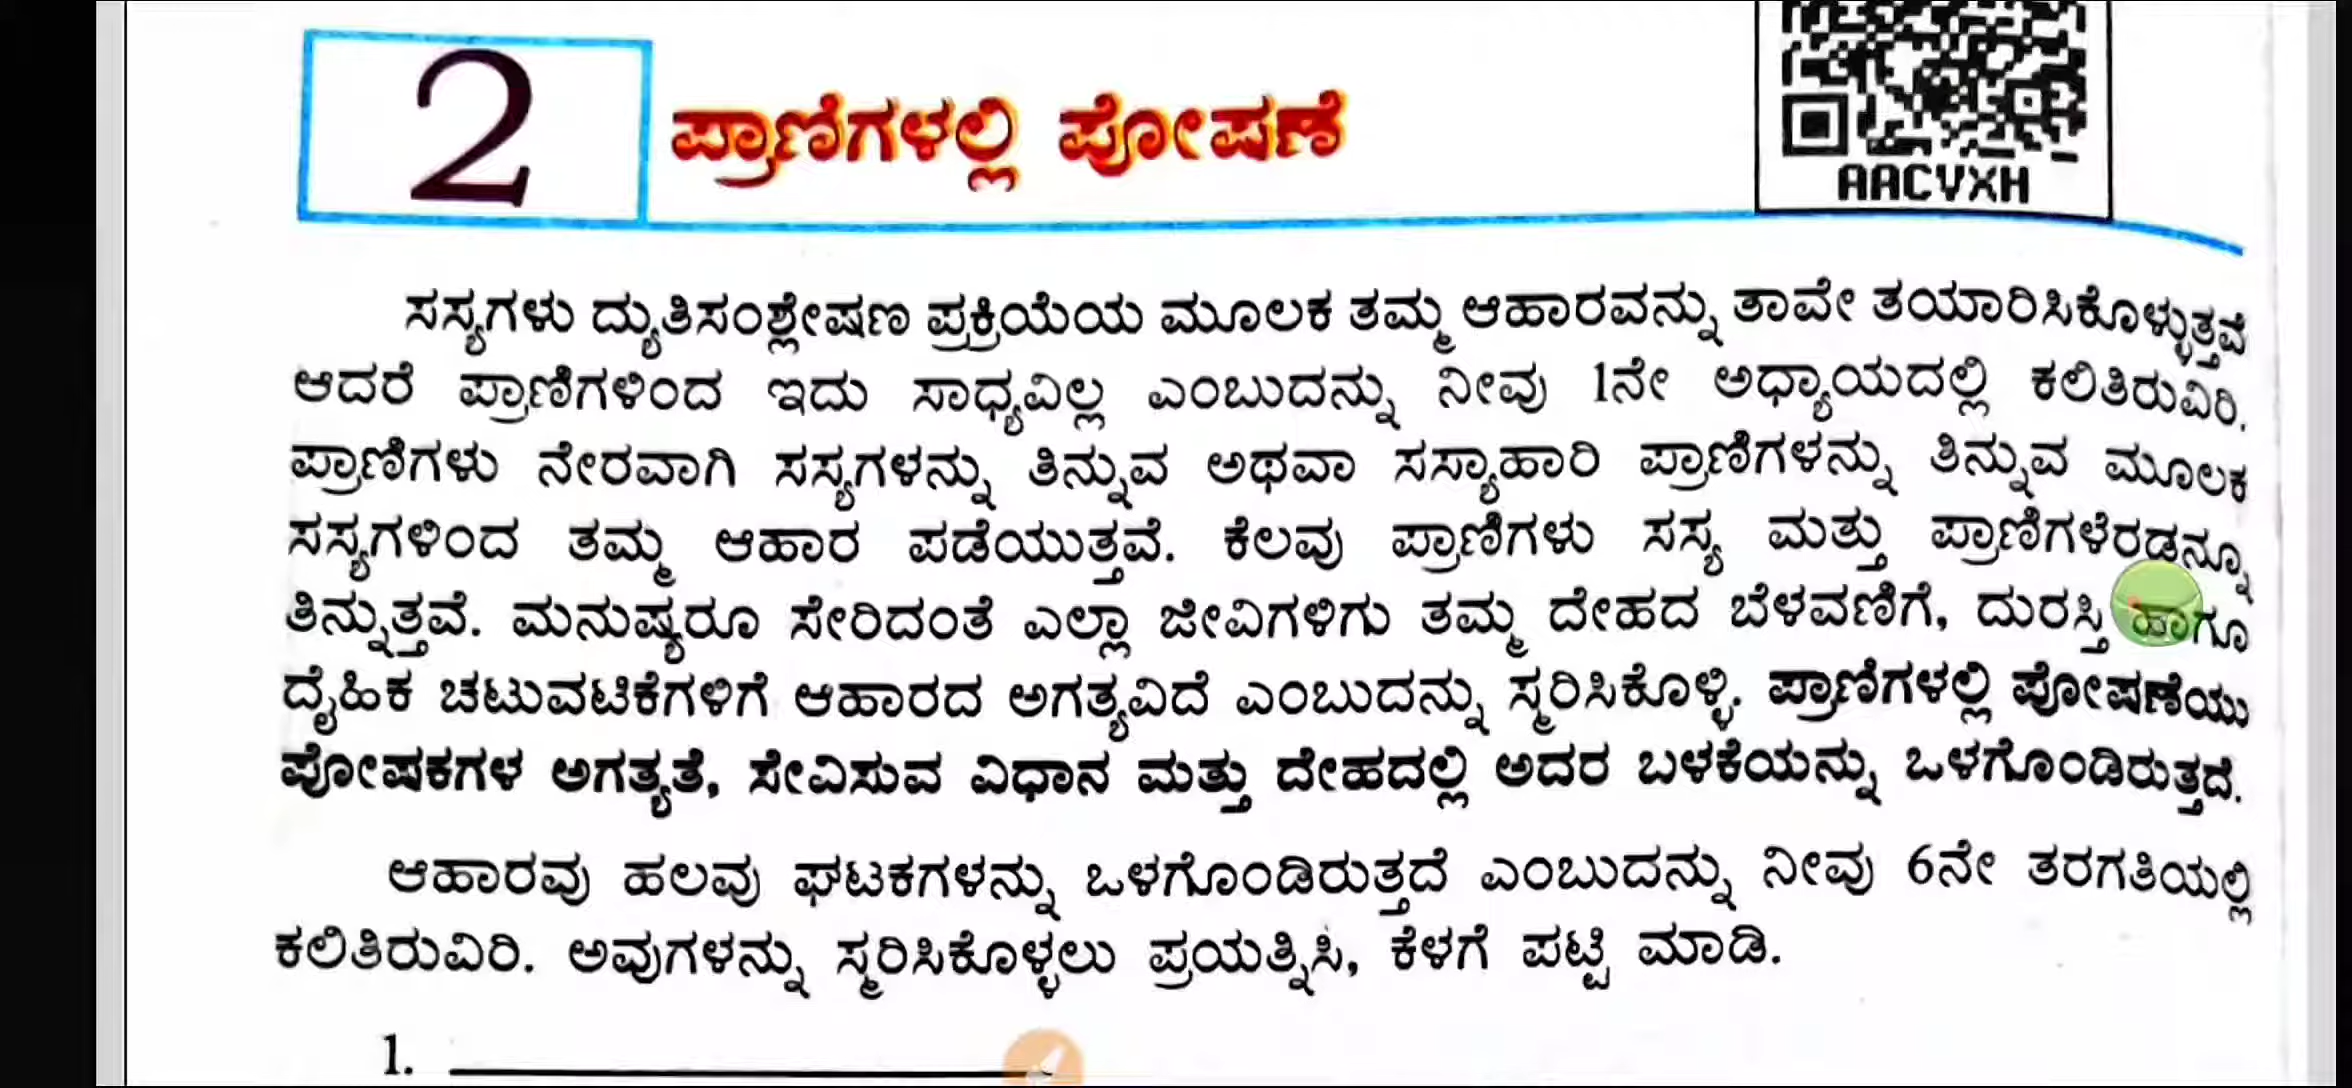 2
ಪ್ರಾಣಿಗಳಲ್ಲಿ ಪೋಷಣೆ
AACVXH
ಸಸ್ಯಗಳು ದ್ಯುತಿಸಂಶ್ಲೇಷಣ ಪ್ರಕ್ರಿಯೆಯ ಮೂಲಕ ತಮ್ಮ ಆಹಾರವನ್ನು ತಾವೇ ತಯಾರಿಸಿಕೊಳ್ಳುತ್ತವೆ
ಆದರೆ ಪ್ರಾಣಿಗಳಿಂದ ಇದು ಸಾಧ್ಯವಿಲ್ಲ ಎಂಬುದನ್ನು ನೀವು 1ನೇ ಅಧ್ಯಾಯದಲ್ಲಿ ಕಲಿತಿರುವಿರಿ.
ಪ್ರಾಣಿಗಳು ನೇರವಾಗಿ ಸಸ್ಯಗಳನ್ನು ತಿನ್ನುವ ಅಥವಾ ಸಸ್ಯಾಹಾರಿ ಪ್ರಾಣಿಗಳನ್ನು ತಿನ್ನುವ ಮೂಲಕ
ಸಸ್ಯಗಳಿಂದ ತಮ್ಮ ಆಹಾರ ಪಡೆಯುತ್ತವೆ. ಕೆಲವು ಪ್ರಾಣಿಗಳು ಸಸ್ಯ ಮತ್ತು ಪ್ರಾಣಿಗಳೆರಡನ್ನೂ
ತಿನ್ನುತ್ತವೆ. ಮನುಷ್ಯರೂ ಸೇರಿದಂತೆ ಎಲ್ಲಾ ಜೀವಿಗಳಿಗು ತಮ್ಮ ದೇಹದ ಬೆಳವಣಿಗೆ, ದುರಸ್ತಿ ಹಾಗೂ
ದೈಹಿಕ ಚಟುವಟಿಕೆಗಳಿಗೆ ಆಹಾರದ ಅಗತ್ಯವಿದೆ ಎಂಬುದನ್ನು ಸ್ಮರಿಸಿಕೊಳ್ಳಿ. ಪ್ರಾಣಿಗಳಲ್ಲಿ ಪೋಷಣೆಯು
ಪೋಷಕಗಳ ಅಗತ್ಯತೆ, ಸೇವಿಸುವ ವಿಧಾನ ಮತ್ತು ದೇಹದಲ್ಲಿ ಅದರ ಬಳಕೆಯನ್ನು ಒಳಗೊಂಡಿರುತ್ತದೆ.
ಆಹಾರವು ಹಲವು ಘಟಕಗಳನ್ನು ಒಳಗೊಂಡಿರುತ್ತದೆ ಎಂಬುದನ್ನು ನೀವು 6ನೇ ತರಗತಿಯಲ್ಲಿ
ಕಲಿತಿರುವಿರಿ. ಅವುಗಳನ್ನು ಸ್ಮರಿಸಿಕೊಳ್ಳಲು ಪ್ರಯತ್ನಿಸಿ, ಕೆಳಗೆ ಪಟ್ಟಿ ಮಾಡಿ.
1.